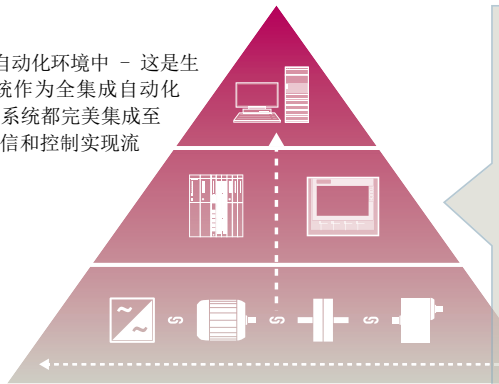 自动化环境中 – 这是生
统作为全集成自动化
系统都完美集成至
信和控制实现流